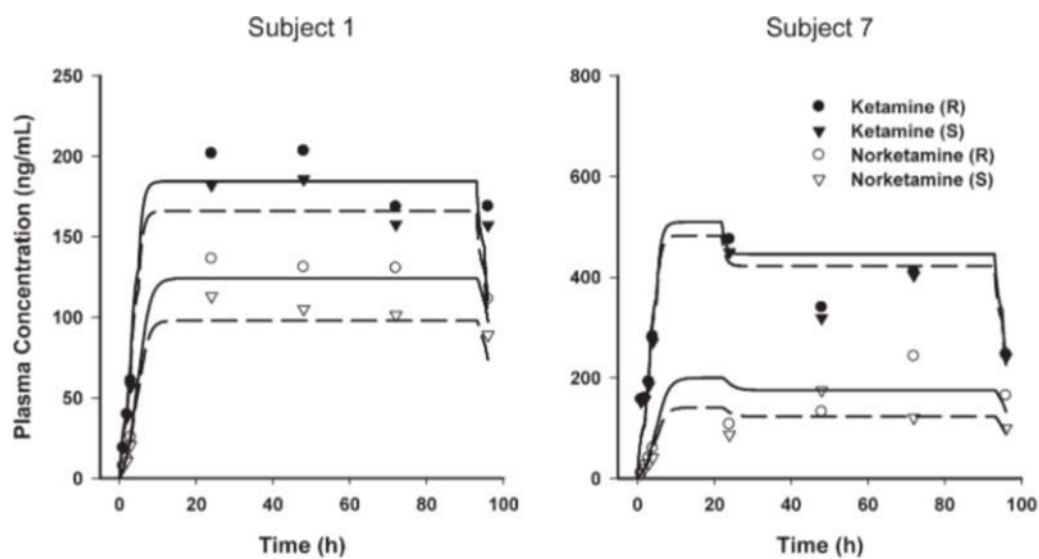 Subject 1
Subject 7
Plasma Concentration (ng/mL)
250
200
150
100
50
0
0
20
40
60
80
100
Time (h)
800
600
400
200
0
0
20
40
60
80
100
Time (h)
Ketamine (R)
Ketamine (S)
Norketamine (R)
Norketamine (S)